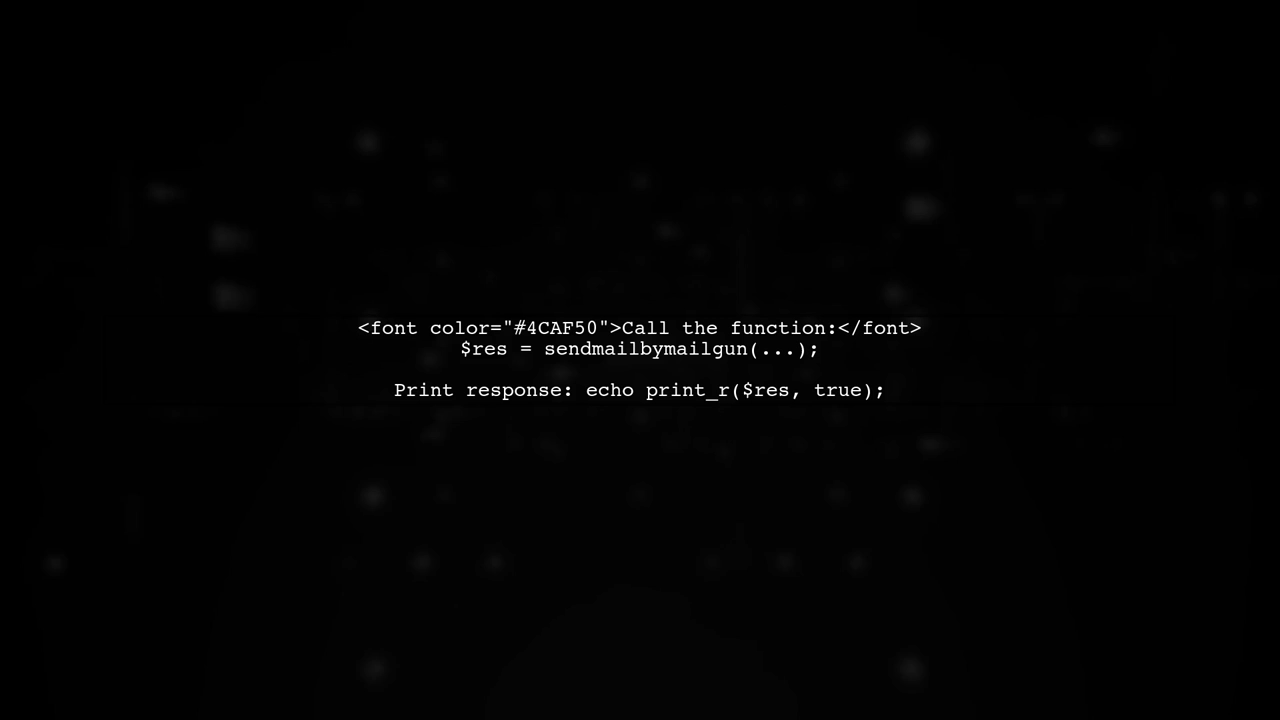 <font color="#4CAF50">Call the function:</font>
$res = sendmailbymailgun(...);
Print response: echo print_r($res, true);